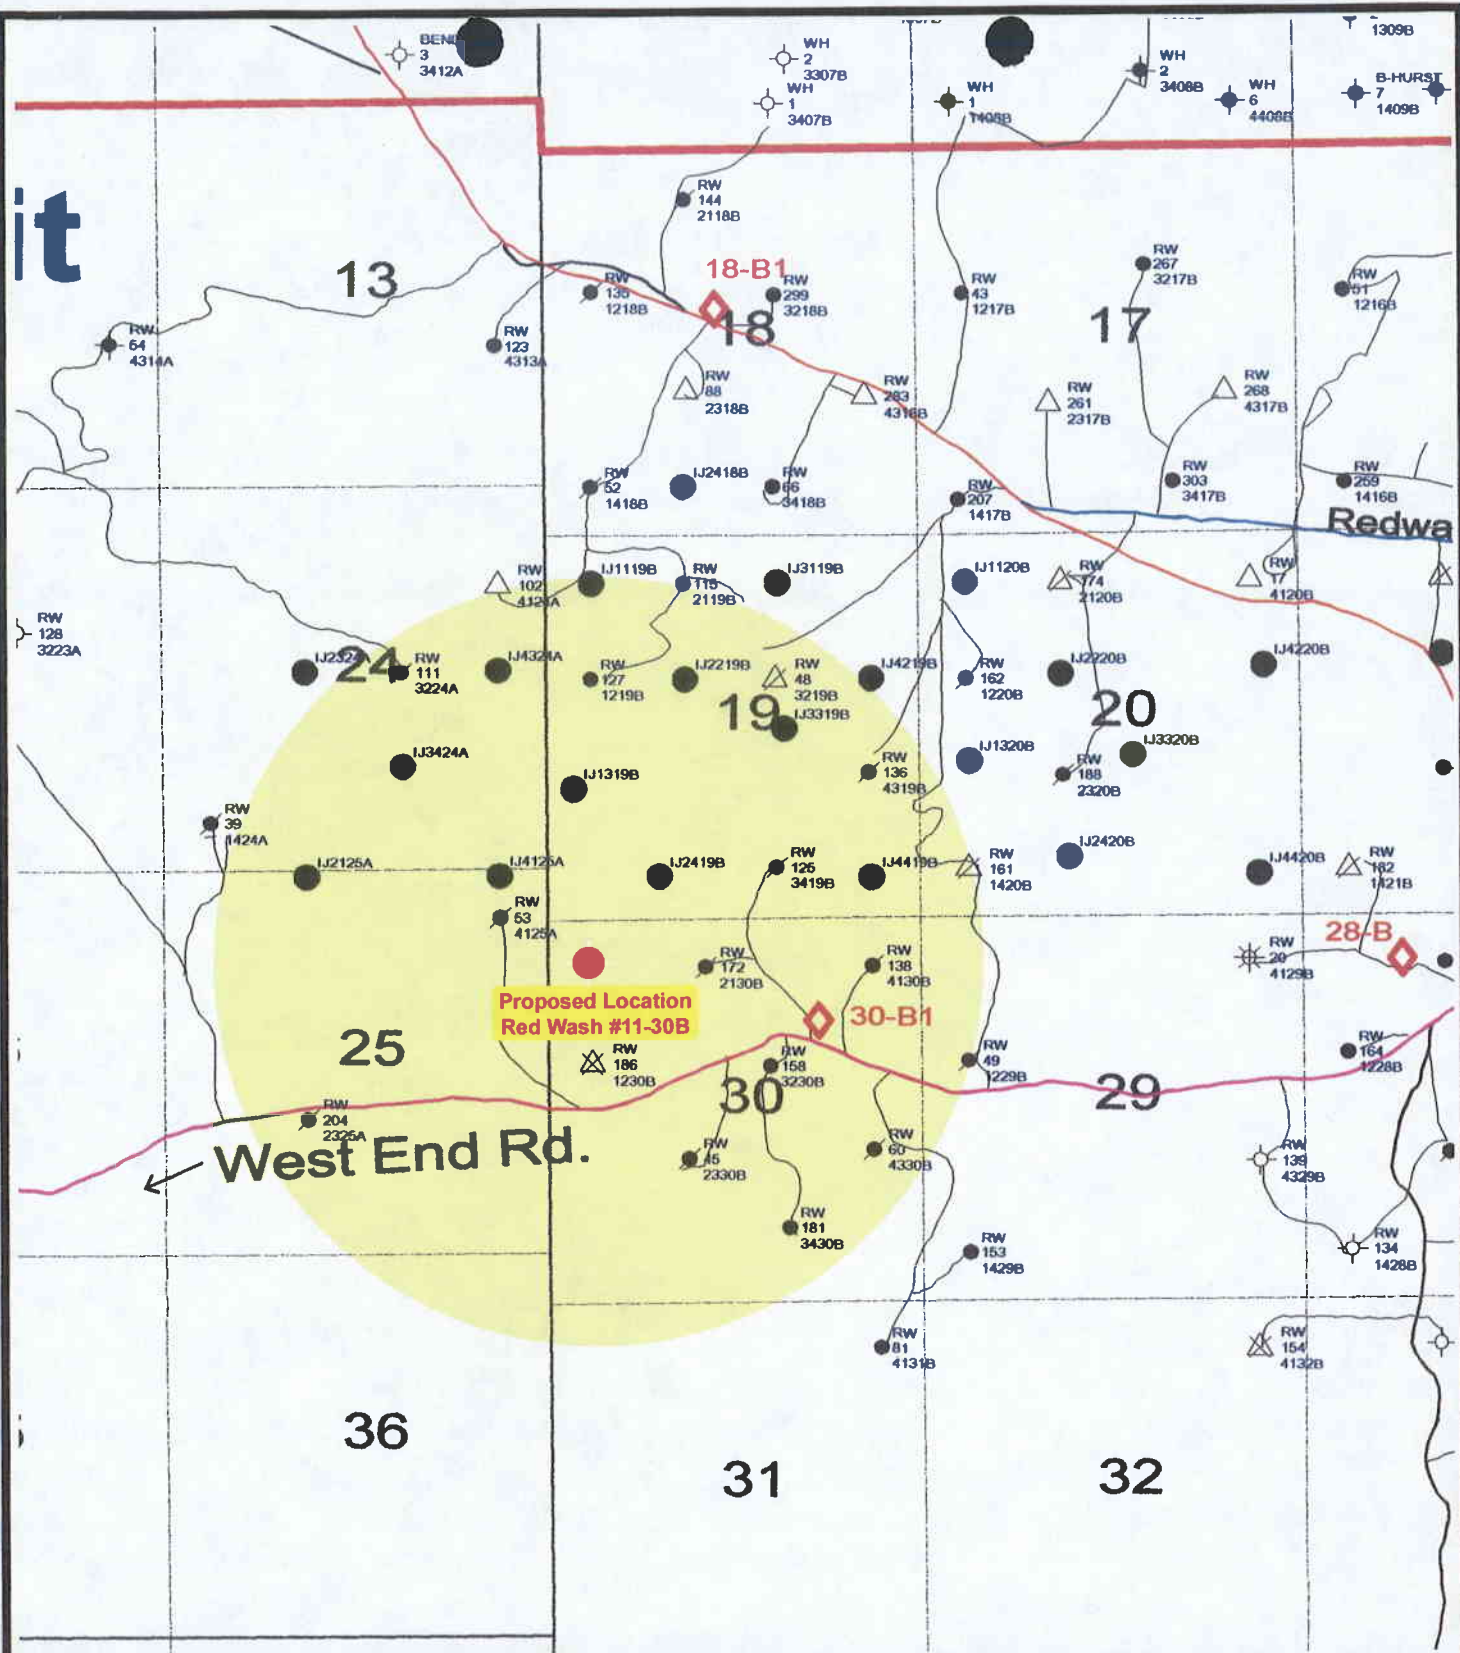 1309B
BEND
3
3412A
WH
2
3307B
WH
1
3407B
WH
1
1408B
WH
2
3408B
WH
6
4408B
B-HURST
7
1409B
it
RW
144
2118B
13
18-B1
RW
135
1218B
RW
299
3218B
18
RW
43
1217B
RW
267
3217B
17
RW
51
1216B
RW
64
4314A
RW
123
4313A
RW
88
2318B
RW
283
4318B
RW
261
2317B
RW
268
4317B
RW
52
1418B
IJ2418B
RW
66
3418B
RW
207
1417B
RW
303
3417B
RW
259
1416B
Redwa
RW
102
4124A
IJ1119B
RW
115
2119B
IJ3119B
IJ1120B
RW
174
2120B
RW
17
4120B
RW
128
3223A
IJ2324
24
RW
111
3224A
IJ4324A
RW
127
1219B
IJ2219B
RW
48
3219B
IJ4219B
RW
162
1220B
IJ2220B
IJ4220B
19
IJ3319B
20
IJ3424A
IJ1319B
RW
136
4319B
IJ1320B
RW
188
2320B
IJ3320B
RW
39
1424A
IJ2125A
IJ4125A
IJ2419B
RW
125
3419B
IJ4419B
RW
161
1420B
IJ2420B
IJ4420B
RW
182
1421B
RW
53
4125A
RW
172
2130B
RW
138
4130B
RW
20
4129B
28-B
Proposed Location
Red Wash #11-30B
30-B1
25
RW
186
1230B
RW
158
3230B
30
RW
49
1229B
29
RW
164
1228B
RW
204
2325A
West End Rd.
RW
45
2330B
RW
60
4330B
RW
139
4329B
RW
181
3430B
RW
153
1429B
RW
134
1428B
RW
81
4131B
RW
154
4132B
36
31
32